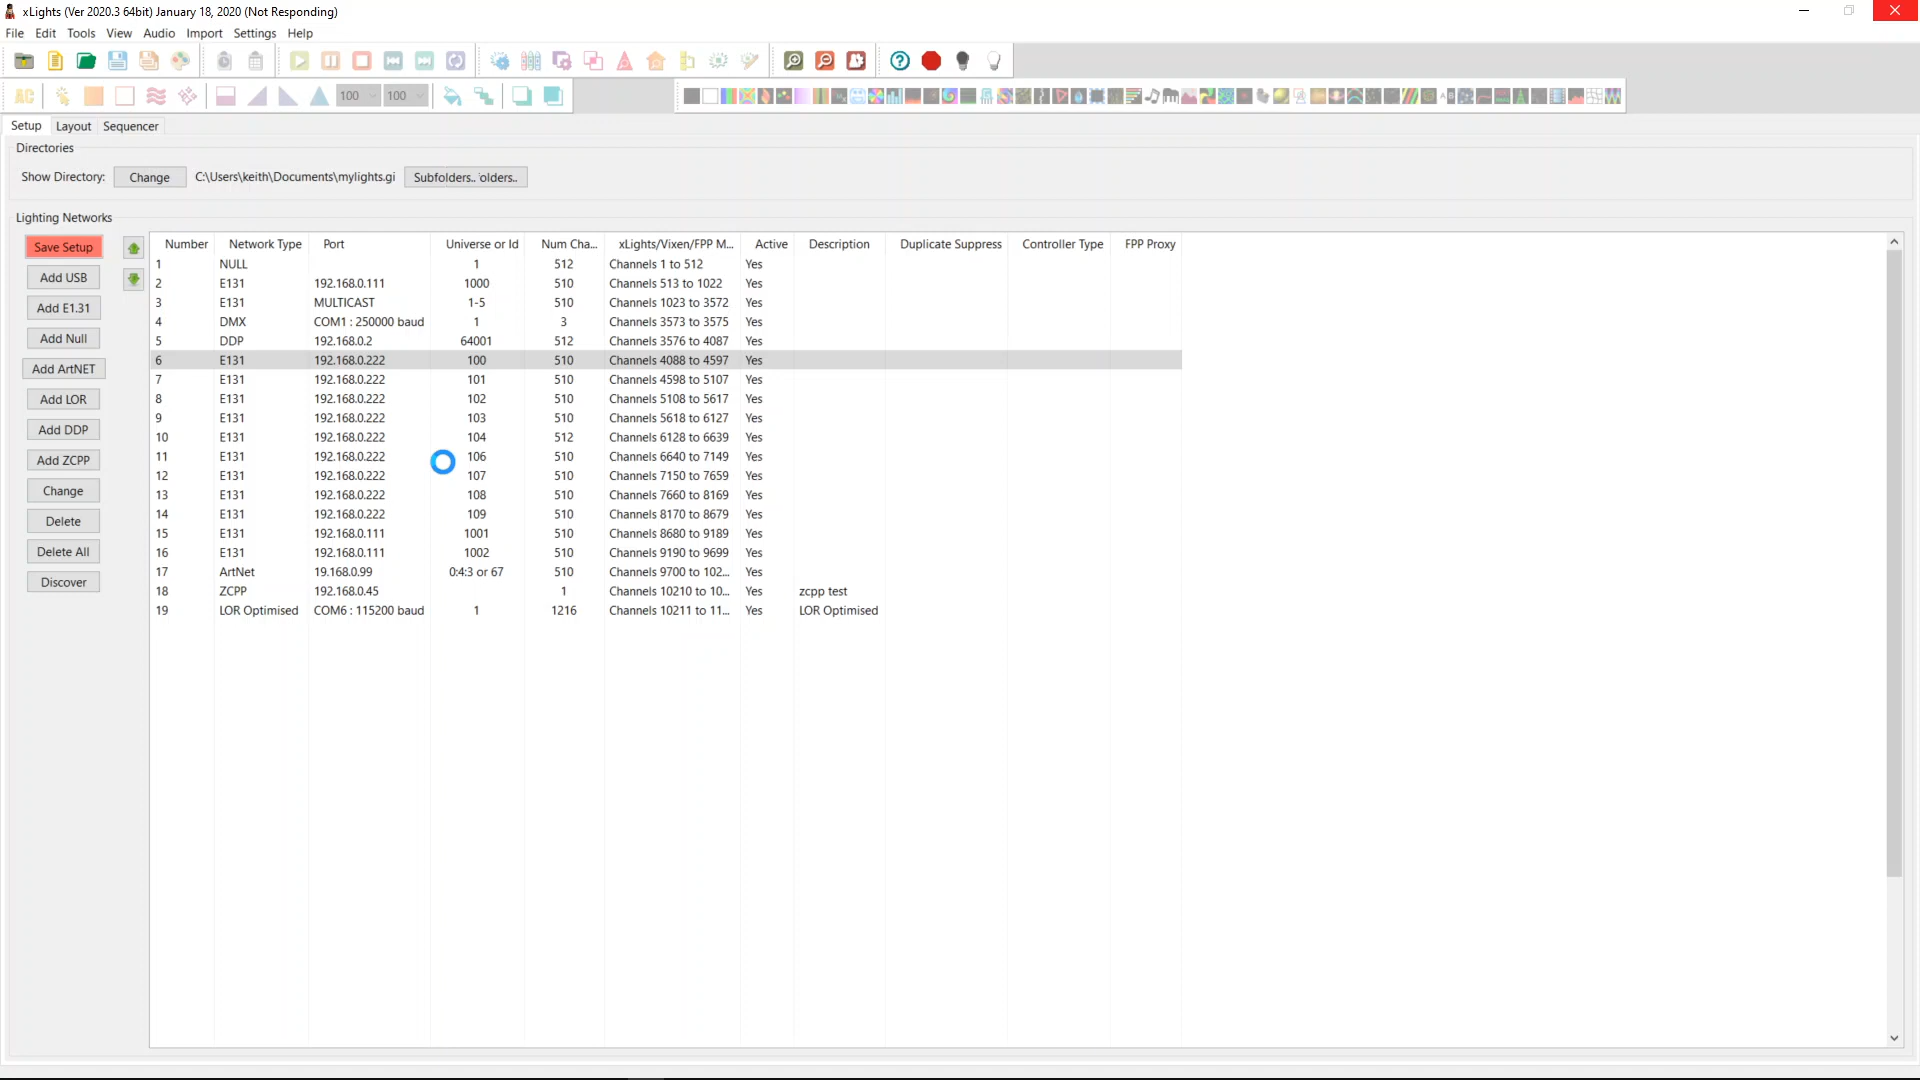 xLights (Ver 2020.3 64bit) January 18, 2020 (Not Responding)
File Edit Tools View Audio Import Settings Help
AC 100 100
Setup Layout Sequencer
Directories
Show Directory: Change C:\Users\keith\Documents\mylights.gi Subfolders.. 'olders..
Lighting Networks
Save Setup
Add USB
Add E1.31
Add Null
Add ArtNET
Add LOR
Add DDP
Add ZCPP
Change
Delete
Delete All
Discover
Number Network Type Port Universe or Id Num Cha... xLights/Vixen/FPP M... Active Description Duplicate Suppress Controller Type FPP Proxy
1 NULL 1 512 Channels 1 to 512 Yes
2 E131 192.168.0.111 1000 510 Channels 513 to 1022 Yes
3 E131 MULTICAST 1-5 510 Channels 1023 to 3572 Yes
4 DMX COM1 : 250000 baud 1 3 Channels 3573 to 3575 Yes
5 DDP 192.168.0.2 64001 512 Channels 3576 to 4087 Yes
6 E131 192.168.0.222 100 510 Channels 4088 to 4597 Yes
7 E131 192.168.0.222 101 510 Channels 4598 to 5107 Yes
8 E131 192.168.0.222 102 510 Channels 5108 to 5617 Yes
9 E131 192.168.0.222 103 510 Channels 5618 to 6127 Yes
10 E131 192.168.0.222 104 512 Channels 6128 to 6639 Yes
11 E131 192.168.0.222 106 510 Channels 6640 to 7149 Yes
12 E131 192.168.0.222 107 510 Channels 7150 to 7659 Yes
13 E131 192.168.0.222 108 510 Channels 7660 to 8169 Yes
14 E131 192.168.0.222 109 510 Channels 8170 to 8679 Yes
15 E131 192.168.0.111 1001 510 Channels 8680 to 9189 Yes
16 E131 192.168.0.111 1002 510 Channels 9190 to 9699 Yes
17 ArtNet 19.168.0.99 0:4:3 or 67 510 Channels 9700 to 102... Yes
18 ZCPP 192.168.0.45 1 Channels 10210 to 10... Yes zcpp test
19 LOR Optimised COM6 : 115200 baud 1 1216 Channels 10211 to 11... Yes LOR Optimised